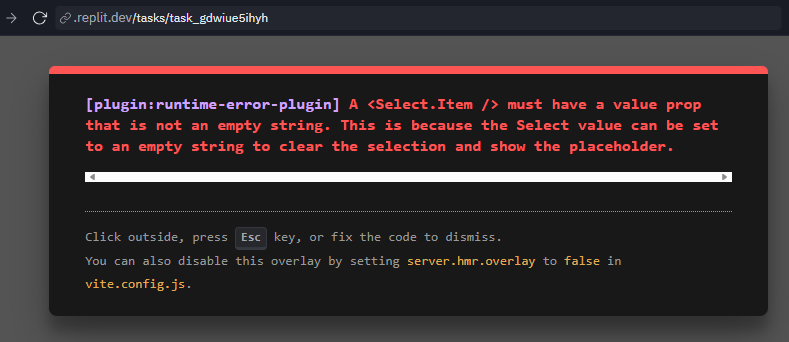 .replit.dev/tasks/task_gdwiue5ihyh
[plugin:runtime-error-plugin] A <Select.Item /> must have a value prop
that is not an empty string. This is because the Select value can be set
to an empty string to clear the selection and show the placeholder.
Click outside, press Esc key, or fix the code to dismiss.
You can also disable this overlay by setting server.hmr.overlay to false in
vite.config.js.